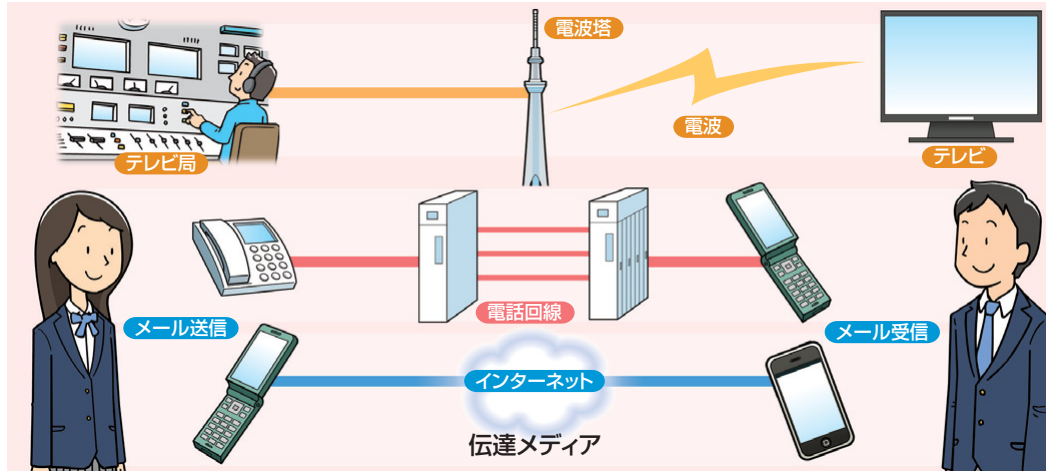 電波塔
電波
テレビ局
テレビ
電話回線
メール送信
メール受信
インターネット
伝達メディア